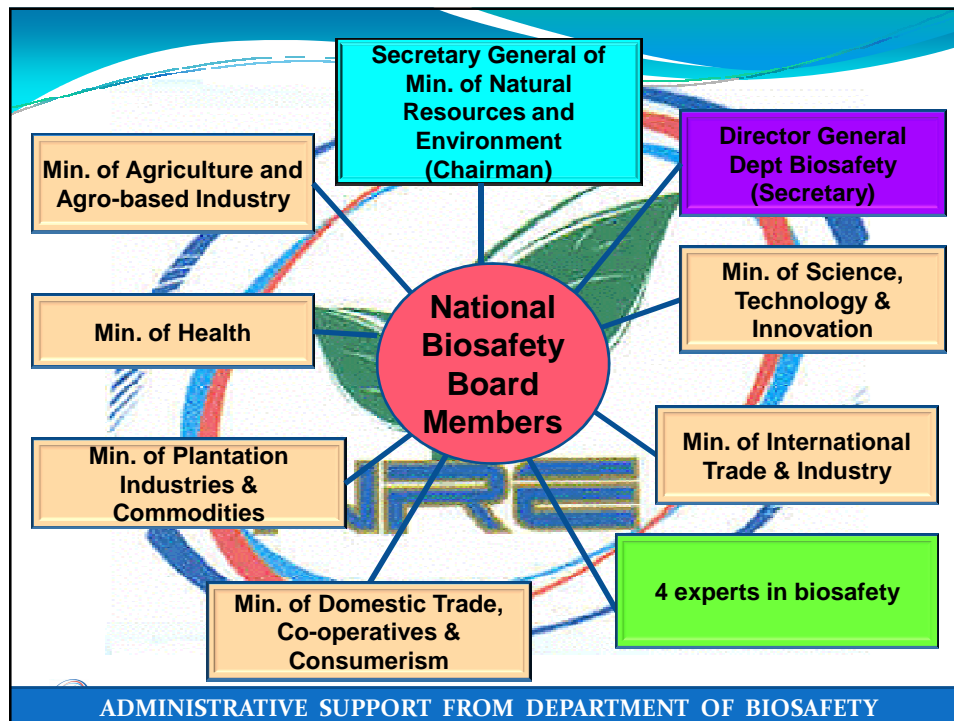 Secretary General of
Min. of Natural
Resources and
Environment
(Chairman)
Director General
Dept Biosafety
(Secretary)
Min. of Agriculture and
Agro-based Industry
Min. of Science,
Technology &
Innovation
Min. of Health
National
Biosafety
Board
Members
Min. of International
Trade & Industry
Min. of Plantation
Industries &
Commodities
NRE
4 experts in biosafety
Min. of Domestic Trade,
Co-operatives &
Consumerism
ADMINISTRATIVE SUPPORT FROM DEPARTMENT OF BIOSAFETY